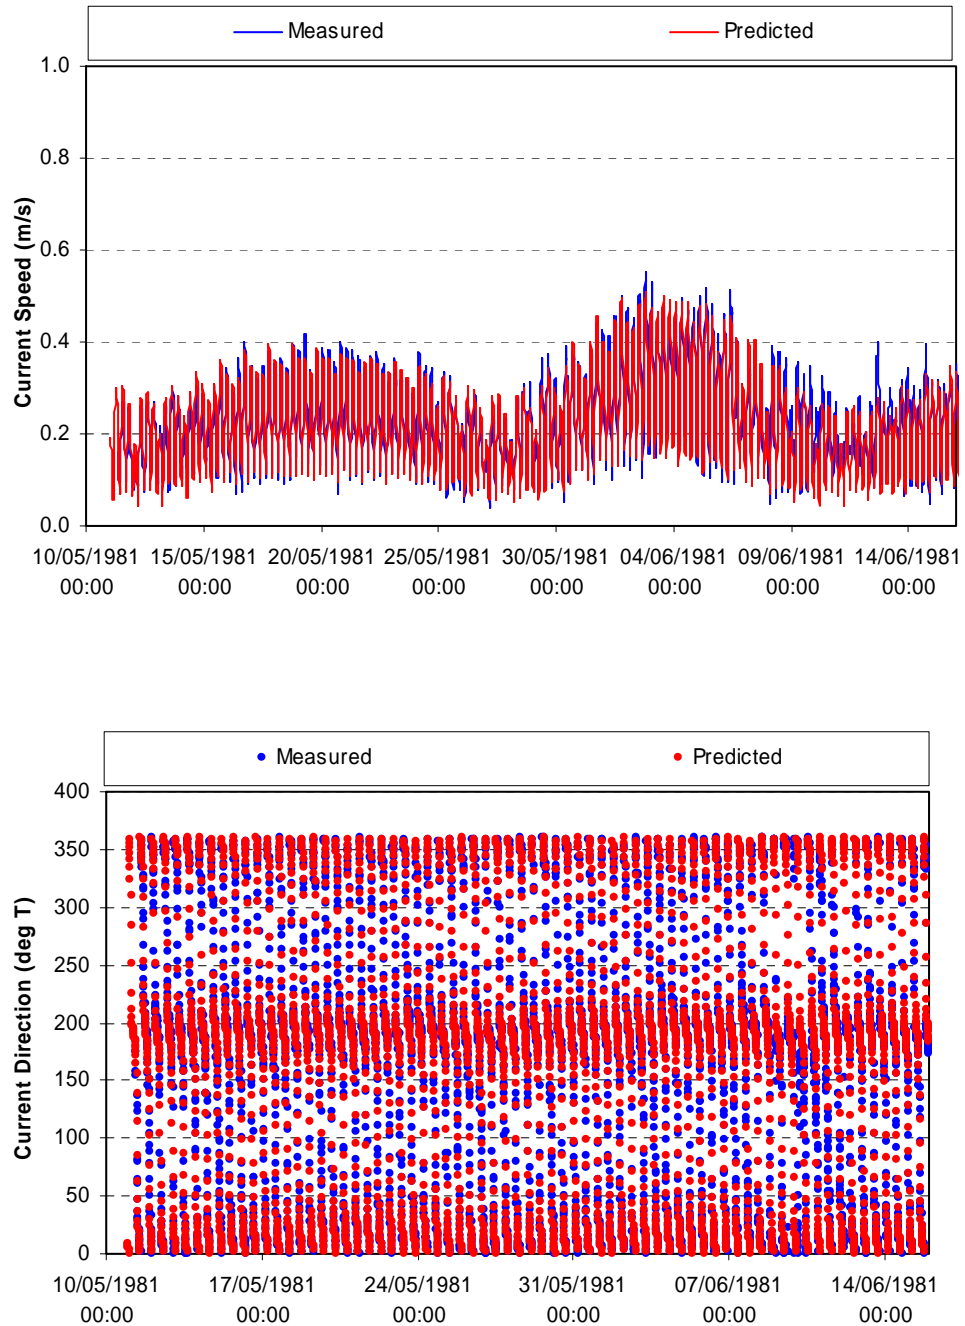 Measured Predicted
1.0
0.8
0.6
0.4
0.2
0.0
Current Speed (m/s)
10/05/1981 15/05/1981 20/05/1981 25/05/1981 30/05/1981 04/06/1981 09/06/1981 14/06/1981
00:00 00:00 00:00 00:00 00:00 00:00 00:00 00:00
Measured Predicted
400
350
300
250
200
150
100
50
0
Current Direction (deg T)
10/05/1981 17/05/1981 24/05/1981 31/05/1981 07/06/1981 14/06/1981
00:00 00:00 00:00 00:00 00:00 00:00